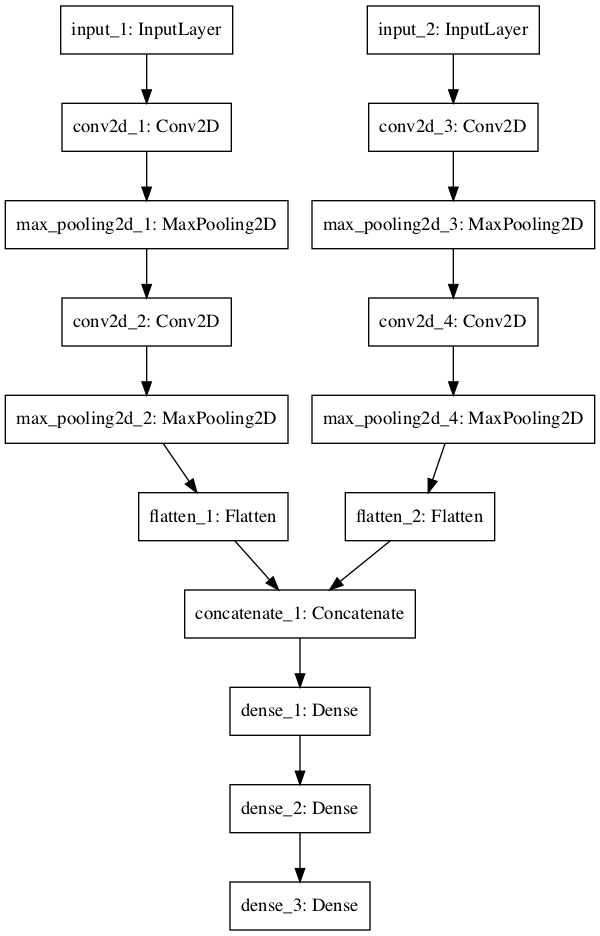 input_1: InputLayer
input_2: InputLayer
conv2d_1: Conv2D
conv2d_3: Conv2D
max_pooling2d_1: MaxPooling2D
max_pooling2d_3: MaxPooling2D
conv2d_2: Conv2D
conv2d_4: Conv2D
max_pooling2d_2: MaxPooling2D
max_pooling2d_4: MaxPooling2D
flatten_1: Flatten
flatten_2: Flatten
concatenate_1: Concatenate
dense_1: Dense
dense_2: Dense
dense_3: Dense